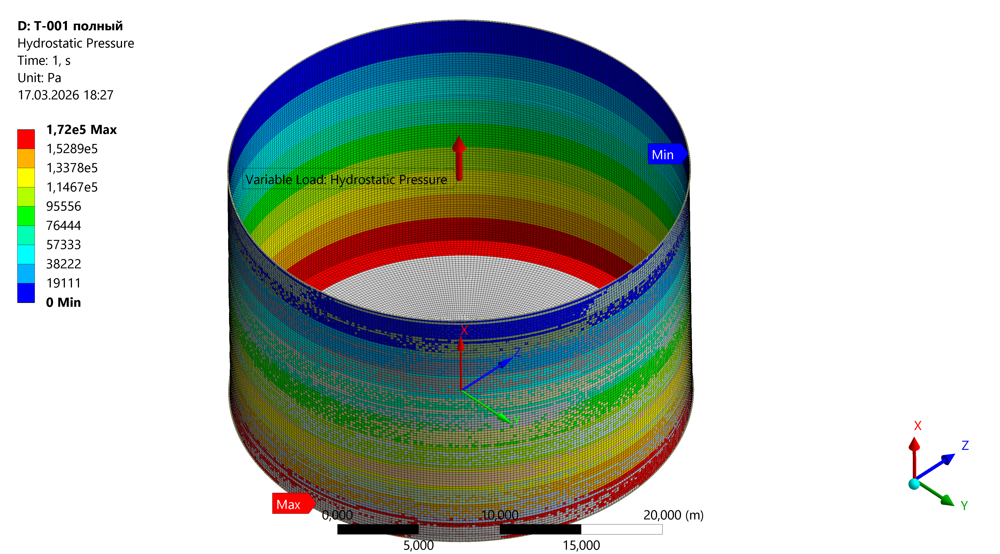 D: T-001 полный
Hydrostatic Pressure
Time: 1, s
Unit: Pa
17.03.2026 18:27
1,72e5 Max
1,5289e5
1,3378e5
1,1467e5
95556
76444
57333
38222
19111
0 Min
Min
Variable Load: Hydrostatic Pressure
X
Z
Y
Max
0,000
10,000
20,000 (m)
5,000
15,000
X
Z
Y